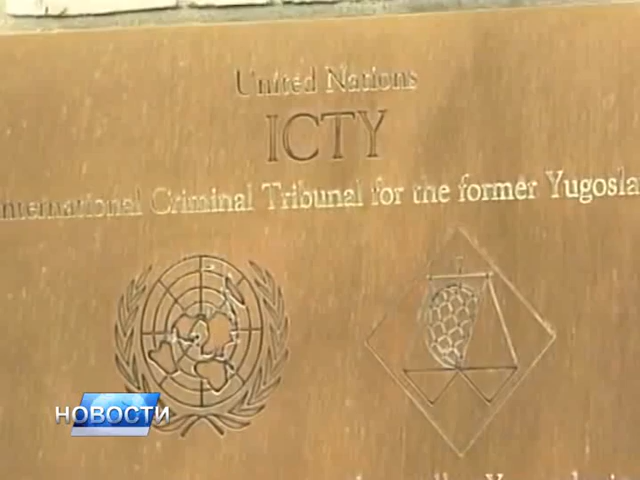 United Nations
ICTY
International Criminal Tribunal for the former Yugosla
НОВОСТИ